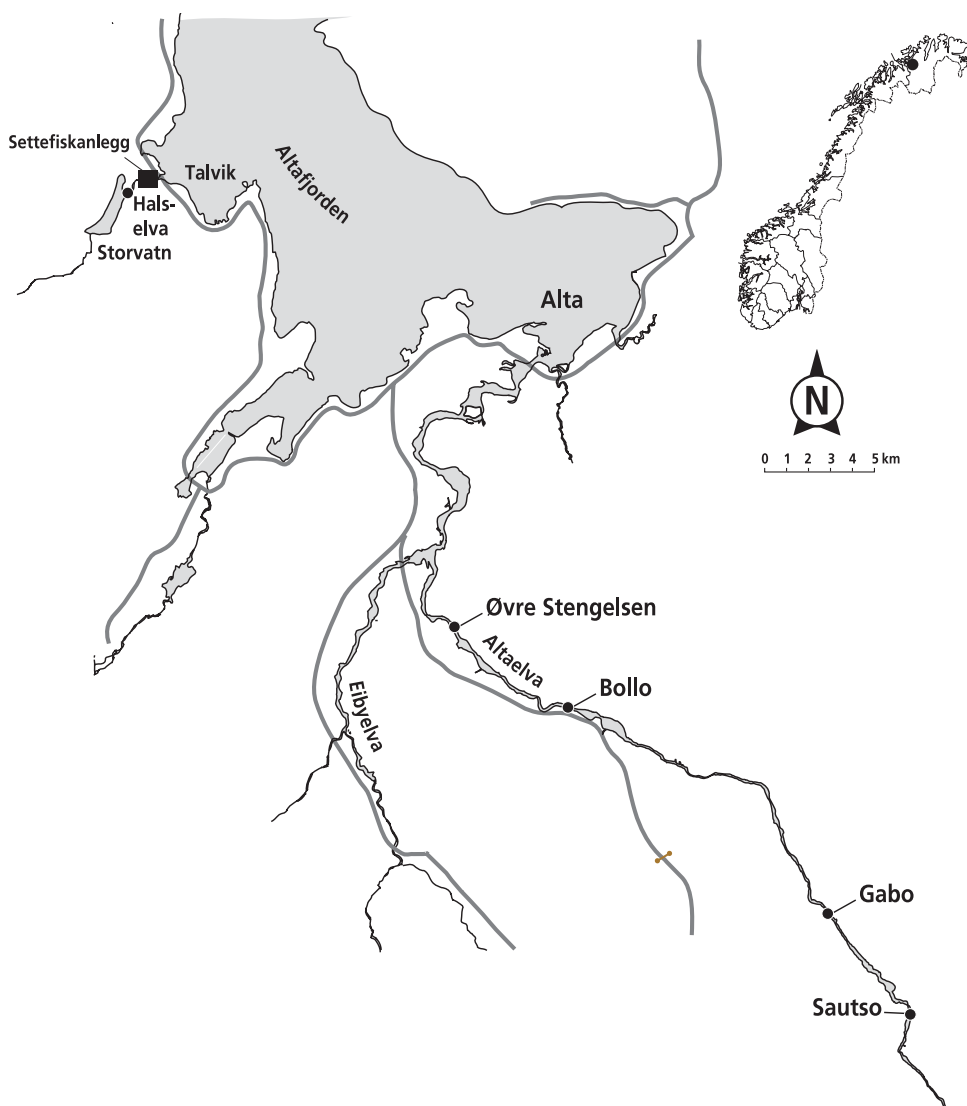 Settefiskanlegg
Talvik
Altafjorden
Hals-
elva
Storvatn
Alta
N
0 1 2 3 4 5 km
Øvre Stengelsen
Altaelva
Bollo
Eibyelva
Gabo
Sautso